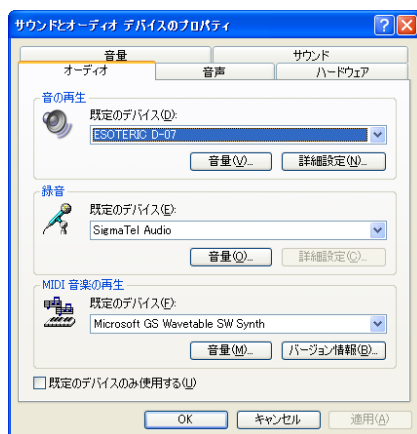 サウンドとオーディオ デバイスのプロパティ
音量 サウンド
オーディオ 音声 ハードウェア
音の再生
既定のデバイス(D):
ESOTERIC D-07
音量(V)... 詳細設定(N)...
録音
既定のデバイス(E):
SigmaTel Audio
音量(O)... 詳細設定(C)...
MIDI 音楽の再生
既定のデバイス(F):
Microsoft GS Wavetable SW Synth
音量(M)... バージョン情報(B)...
既定のデバイスのみ使用する(U)
OK キャンセル 適用(A)